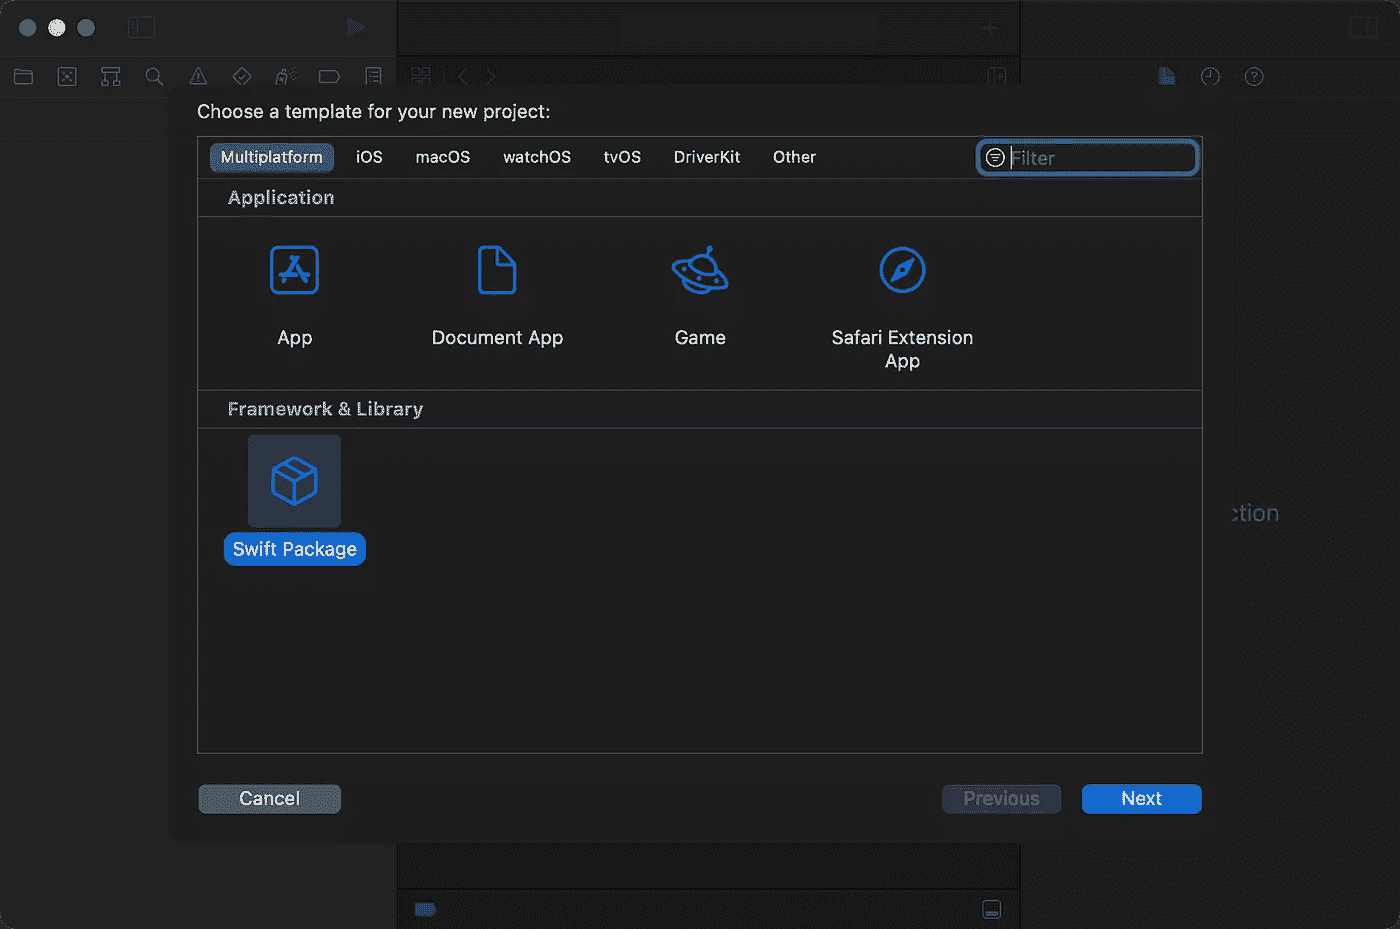 Choose a template for your new project:
Multiplatform iOS macOS watchOS tvOS DriverKit Other Filter
Application
App Document App Game Safari Extension App
Framework & Library
ction
Swift Package
Cancel Previous Next